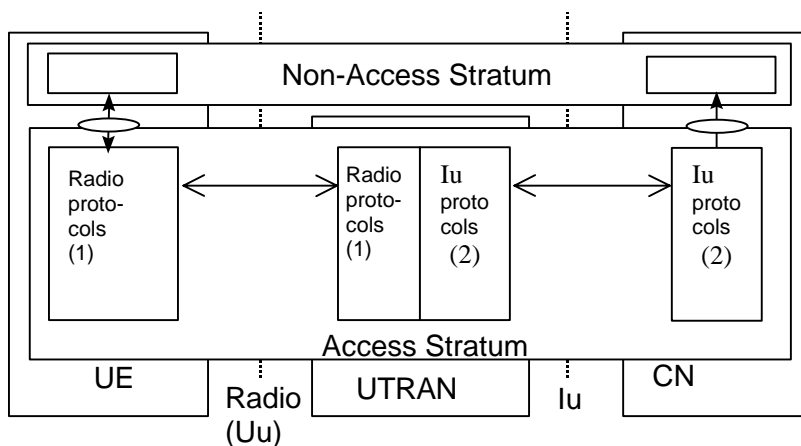 Non-Access Stratum
Radio
proto-
cols
(1)
Radio
proto-
cols
(1)
Iu
proto
cols
(2)
Iu
proto
cols
(2)
Access Stratum
UE
Radio
(Uu)
UTRAN
Iu
CN